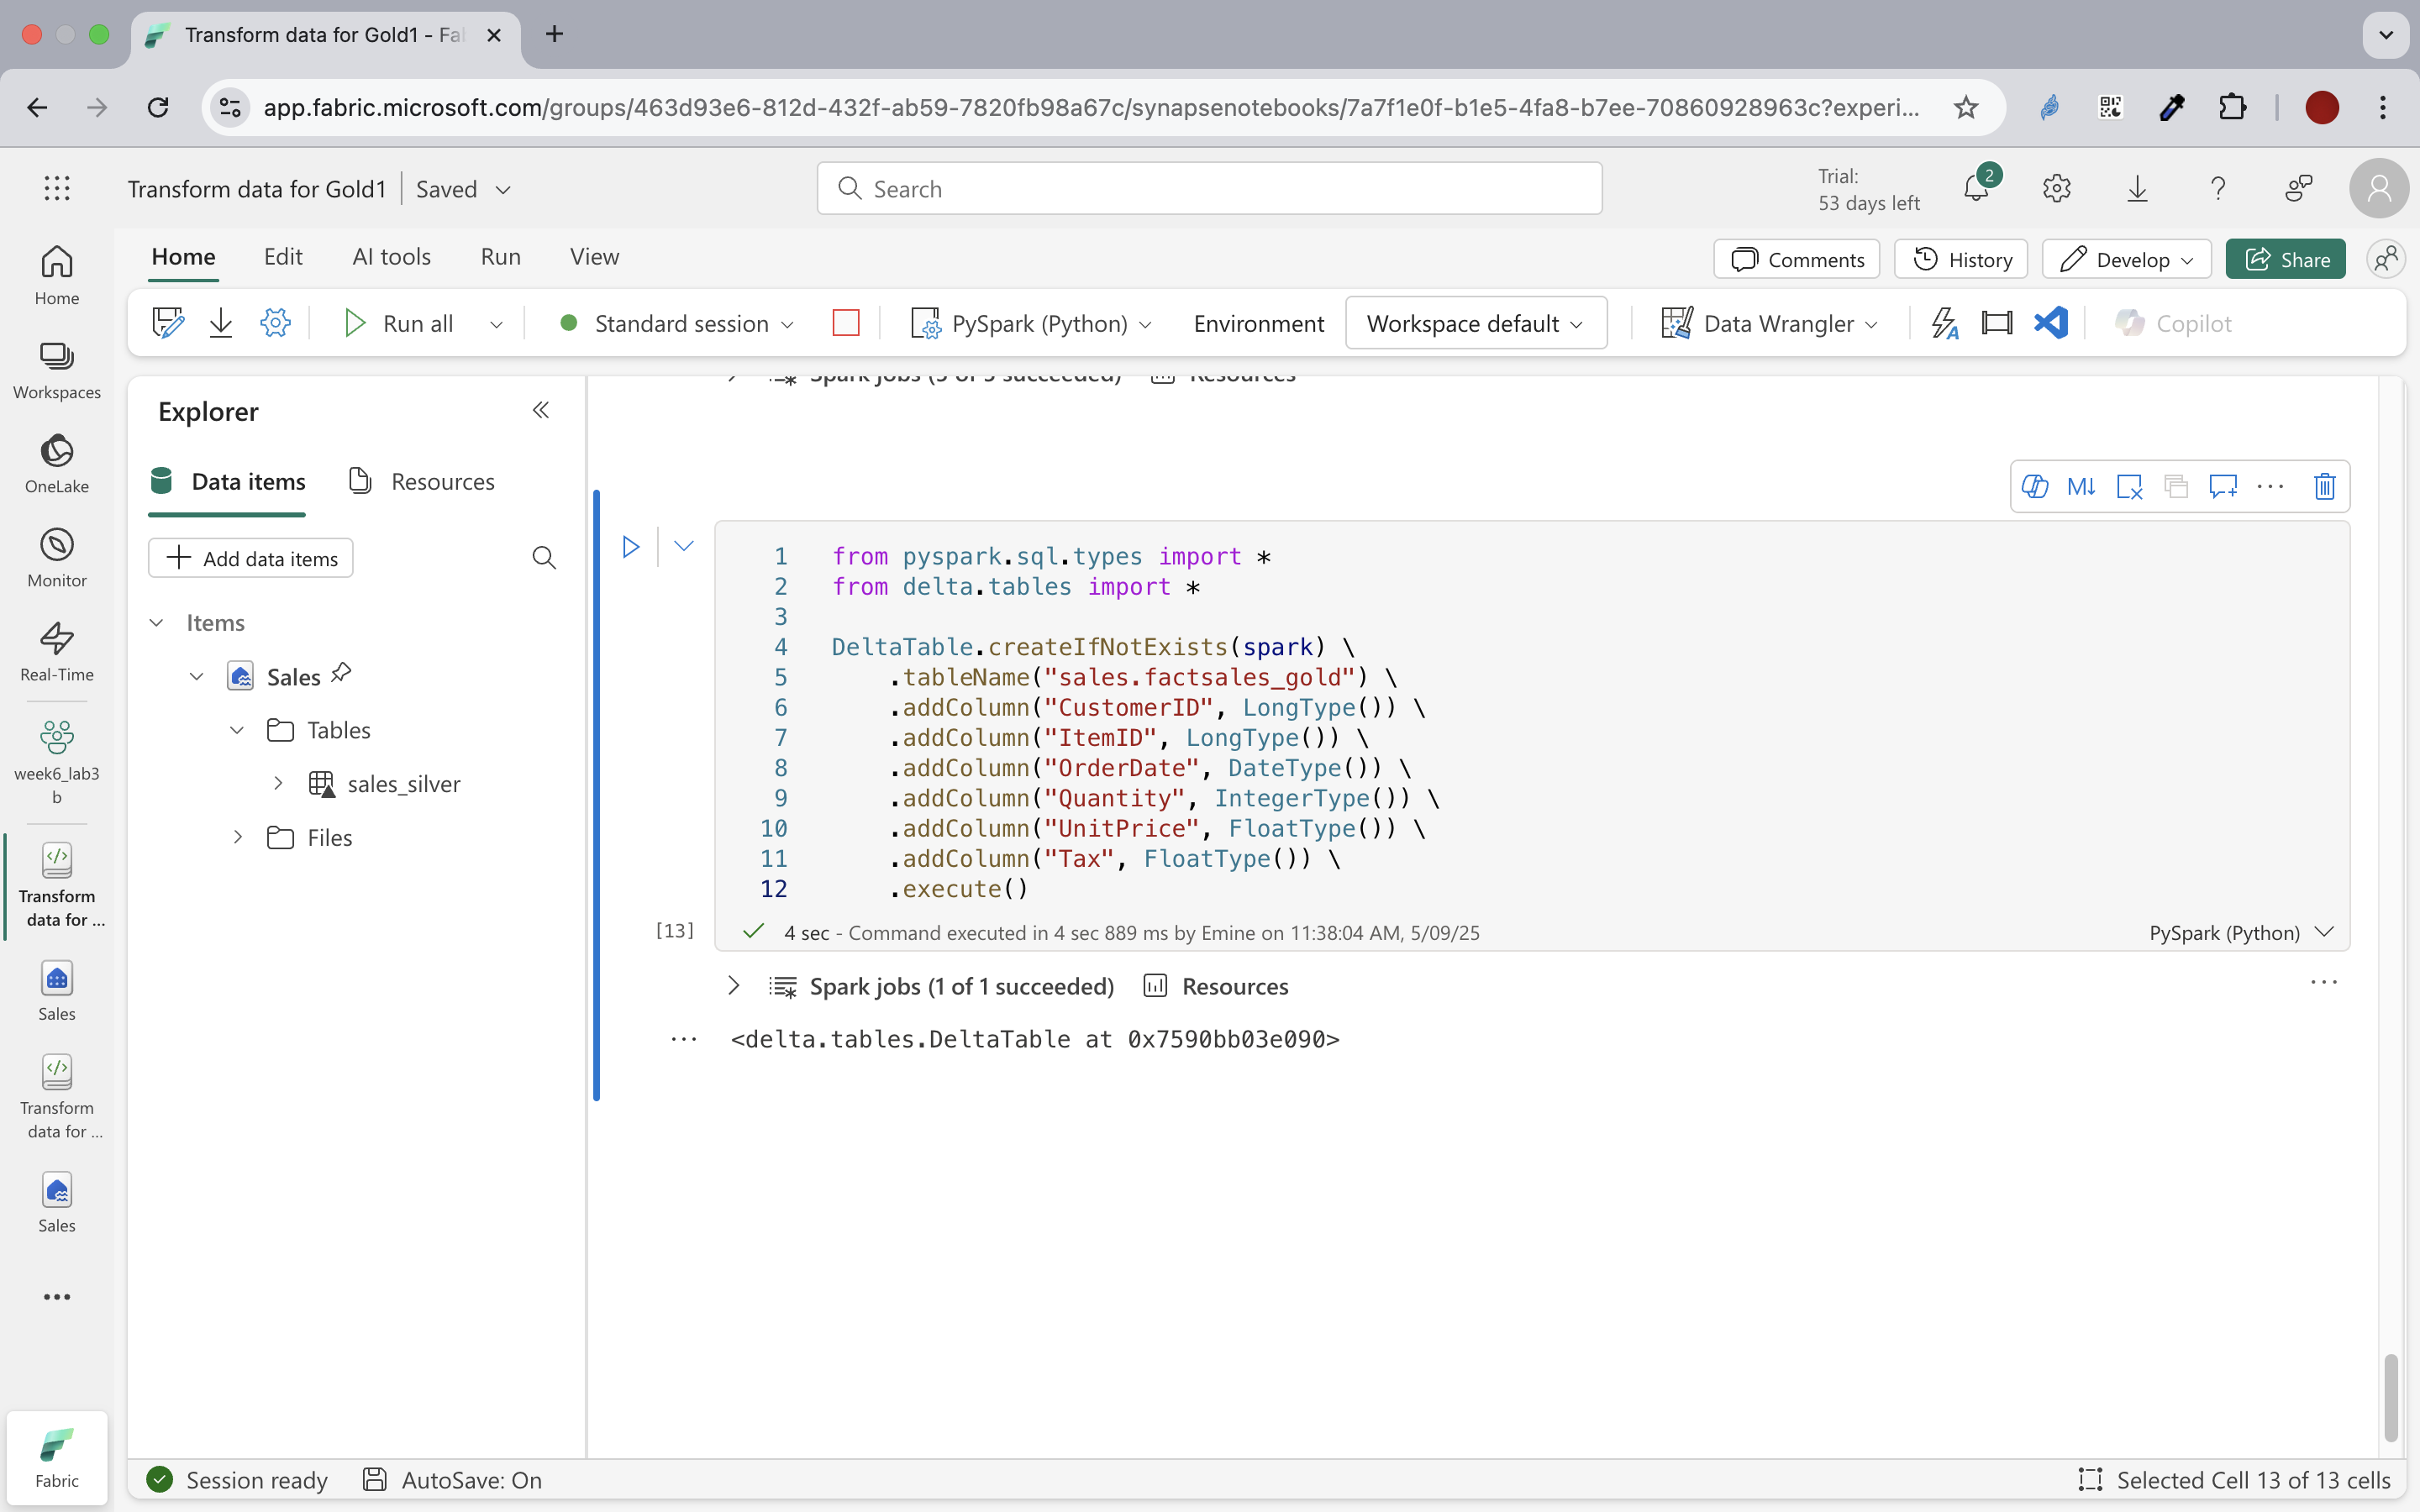 Transform data for Gold1 - Fa
app.fabric.microsoft.com/groups/463d93e6-812d-432f-ab59-7820fb98a67c/synapsenotebooks/7a7f1e0f-b1e5-4fa8-b7ee-70860928963c?experi...
Transform data for Gold1 | Saved
Search
Trial:
53 days left
2
Home Edit AI tools Run View
Comments History Develop Share
Run all Standard session PySpark (Python) Environment Workspace default Data Wrangler Copilot
Home
Workspaces
OneLake
Monitor
Real-Time
week6_lab3
b
Transform
data for ...
Sales
Transform
data for ...
Sales
Fabric
Explorer
Data items Resources
Add data items
Items
Sales
Tables
sales_silver
Files
Spark jobs (3 of 3 succeeded) Resources
M↓
1 from pyspark.sql.types import *
2 from delta.tables import *
3
4 DeltaTable.createIfNotExists(spark) \
5 .tableName("sales.factsales_gold") \
6 .addColumn("CustomerID", LongType()) \
7 .addColumn("ItemID", LongType()) \
8 .addColumn("OrderDate", DateType()) \
9 .addColumn("Quantity", IntegerType()) \
10 .addColumn("UnitPrice", FloatType()) \
11 .addColumn("Tax", FloatType()) \
12 .execute()
[13] 4 sec - Command executed in 4 sec 889 ms by Emine on 11:38:04 AM, 5/09/25 PySpark (Python)
Spark jobs (1 of 1 succeeded) Resources
<delta.tables.DeltaTable at 0x7590bb03e090>
Session ready AutoSave: On Selected Cell 13 of 13 cells